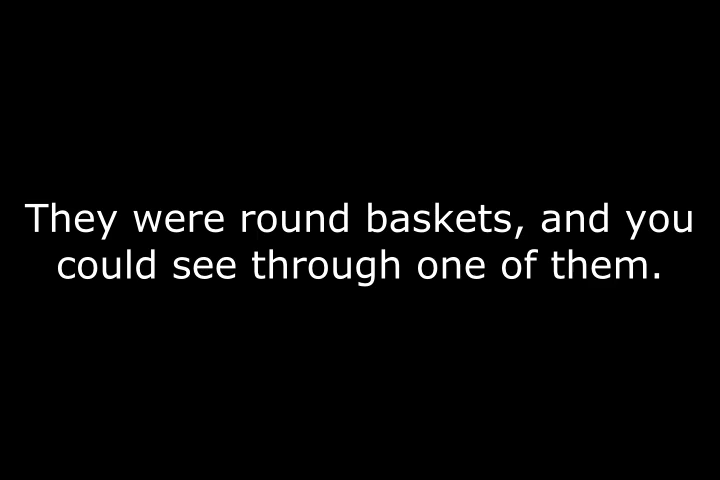 They were round baskets, and you
could see through one of them.